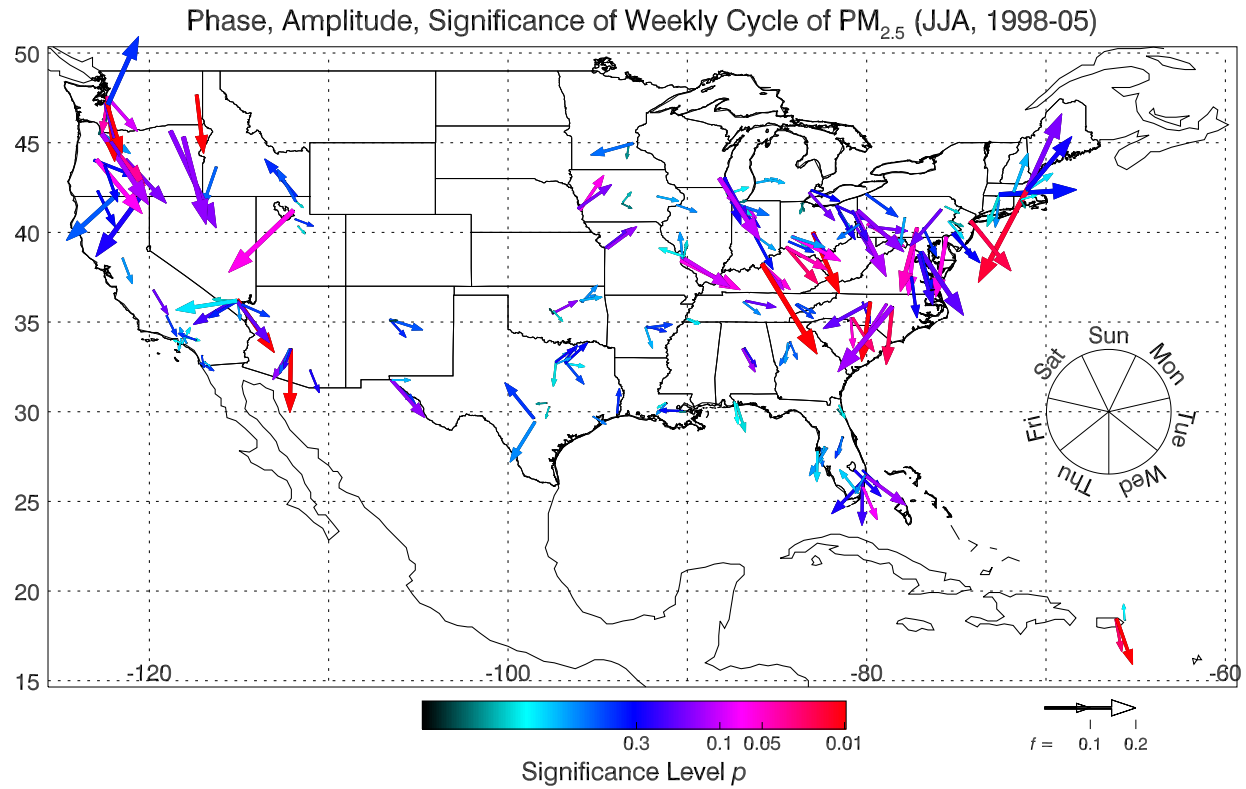 Phase, Amplitude, Significance of Weekly Cycle of PM2.5 (JJA, 1998-05)
50
45
40
35
30
25
20
15
-120
-100
-80
-60
Sun
Mon
Tue
Wed
Thu
Fri
Sat
0.3
0.1
0.05
0.01
Significance Level p
f =
0.1
0.2